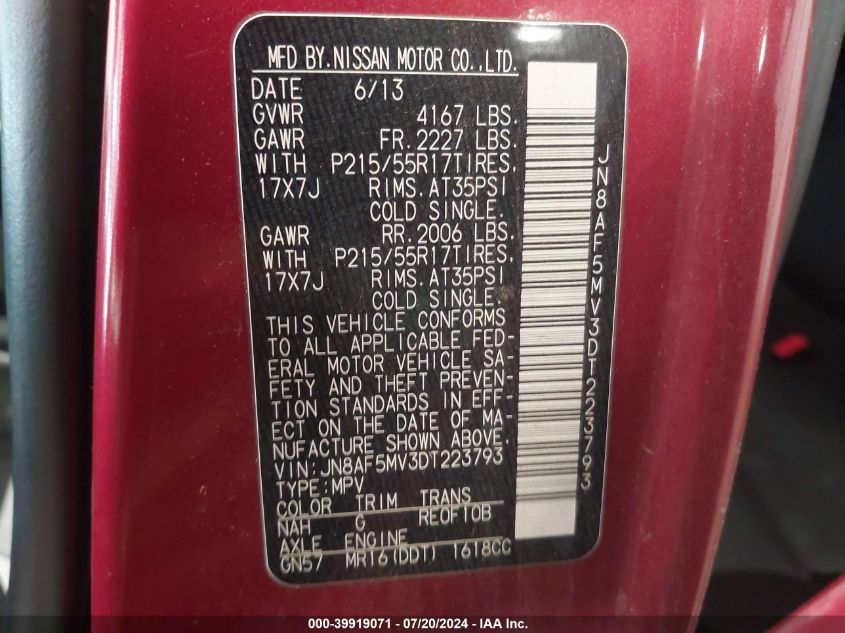 MFD BY.NISSAN MOTOR CO.,LTD.
DATE 6/13
GVWR 4167 LBS.
GAWR FR.2227 LBS.
WITH P215/55R17TIRES.
17X7J RIMS.AT35PSI
COLD SINGLE.
GAWR RR.2006 LBS.
WITH P215/55R17TIRES.
17X7J RIMS.AT35PSI
COLD SINGLE.
THIS VEHICLE CONFORMS
TO ALL APPLICABLE FED-
ERAL MOTOR VEHICLE SA-
FETY AND THEFT PREVEN-
TION STANDARDS IN EFF-
ECT ON THE DATE OF MA-
NUFACTURE SHOWN ABOVE.
VIN:JN8AF5MV3DT223793
TYPE:MPV
COLOR TRIM TRANS
NAH G REOF10B
AXLE ENGINE
GN57 MR16(DDT) 1618CC
JN8AF5MV3DT223793
000-39919071 - 07/20/2024 - IAA Inc.